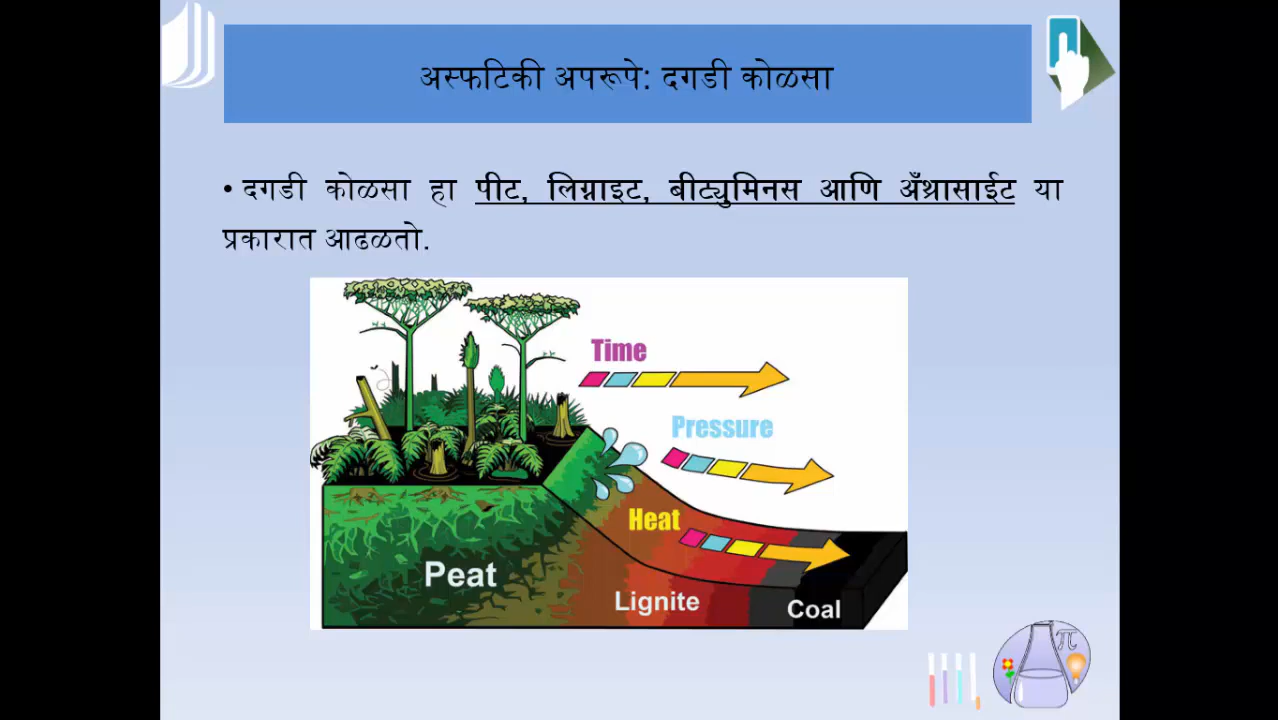 अस्फटिकी अपरूपे: दगडी कोळसा
• दगडी कोळसा हा पीट, लिग्नाइट, बीट्युमिनस आणि अँथ्रासाईट या
प्रकारात आढळतो.
Time
Pressure
Heat
Peat
Lignite
Coal
π